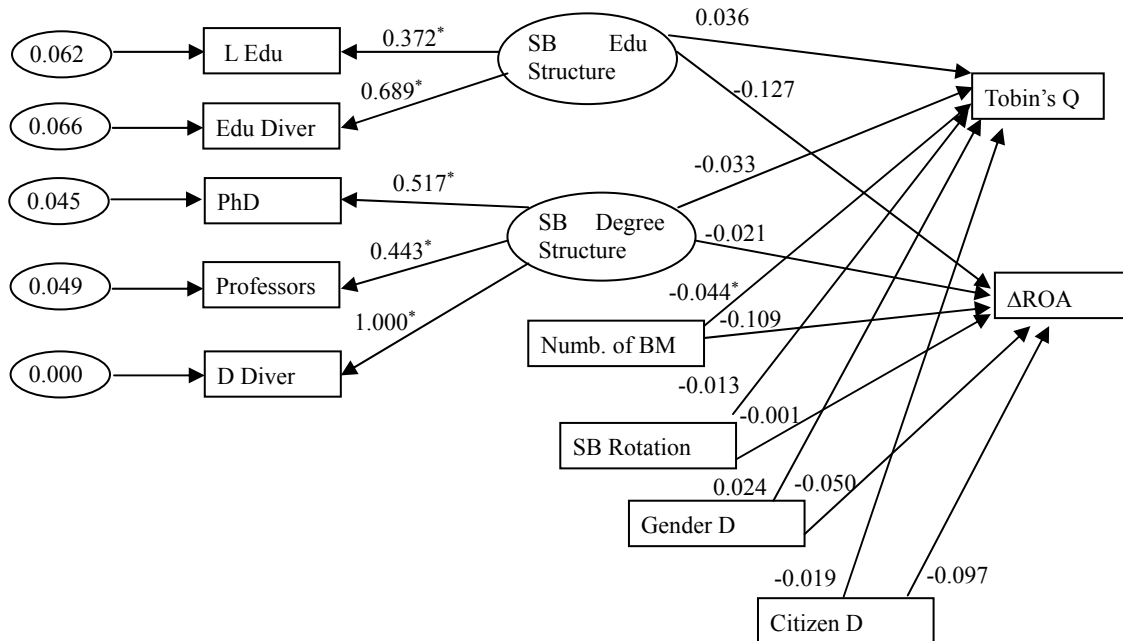 0.036
0.062
L Edu
0.372*
SB Edu
Structure
-0.127
Tobin's Q
0.689*
0.066
Edu Diver
-0.033
0.045
PhD
0.517*
SB Degree
Structure
-0.021
0.443*
0.049
Professors
-0.044*
ΔROA
1.000*
-0.109
Numb. of BM
0.000
D Diver
-0.013
-0.001
SB Rotation
0.024
-0.050
Gender D
-0.019
-0.097
Citizen D